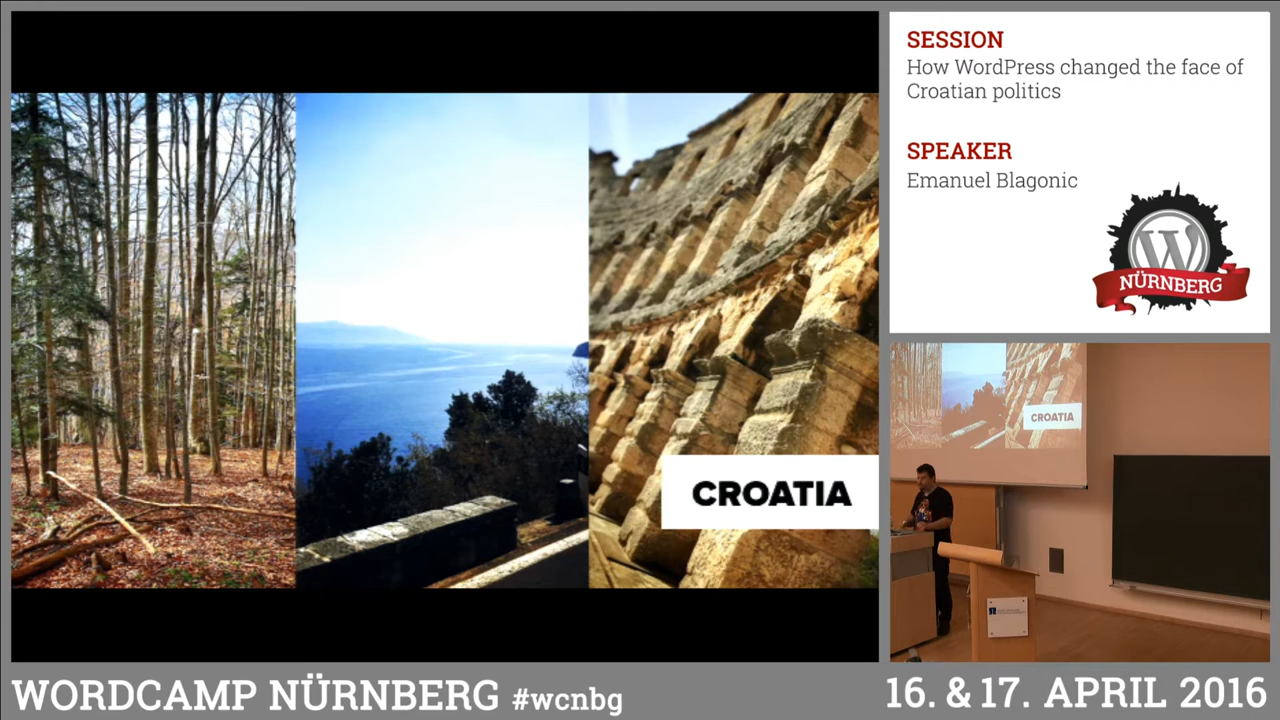 CROATIA
SESSION
How WordPress changed the face of
Croatian politics
SPEAKER
Emanuel Blagonic
NÜRNBERG
CROATIA
WORDCAMP NÜRNBERG #wcnbg
16. & 17. APRIL 2016